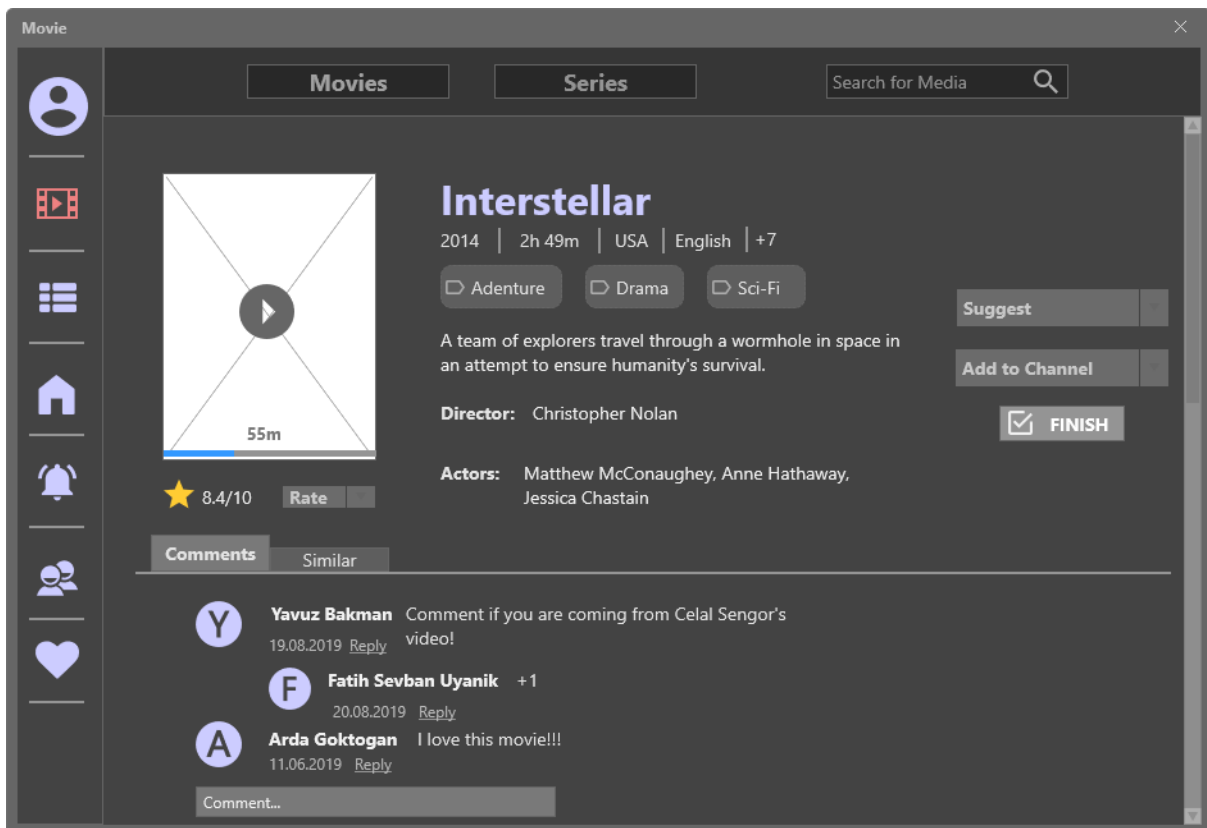 Movie
Movies
Series
Search for Media
Interstellar
2014 | 2h 49m | USA | English | +7
Adenture
Drama
Sci-Fi
A team of explorers travel through a wormhole in space in
an attempt to ensure humanity's survival.
Suggest
Add to Channel
FINISH
Director: Christopher Nolan
Actors: Matthew McConaughey, Anne Hathaway,
Jessica Chastain
55m
8.4/10
Rate
Comments
Similar
Y
Yavuz Bakman Comment if you are coming from Celal Sengor's
video!
19.08.2019 Reply
F
Fatih Sevban Uyanik +1
20.08.2019 Reply
A
Arda Goktogan I love this movie!!!
11.06.2019 Reply
Comment...